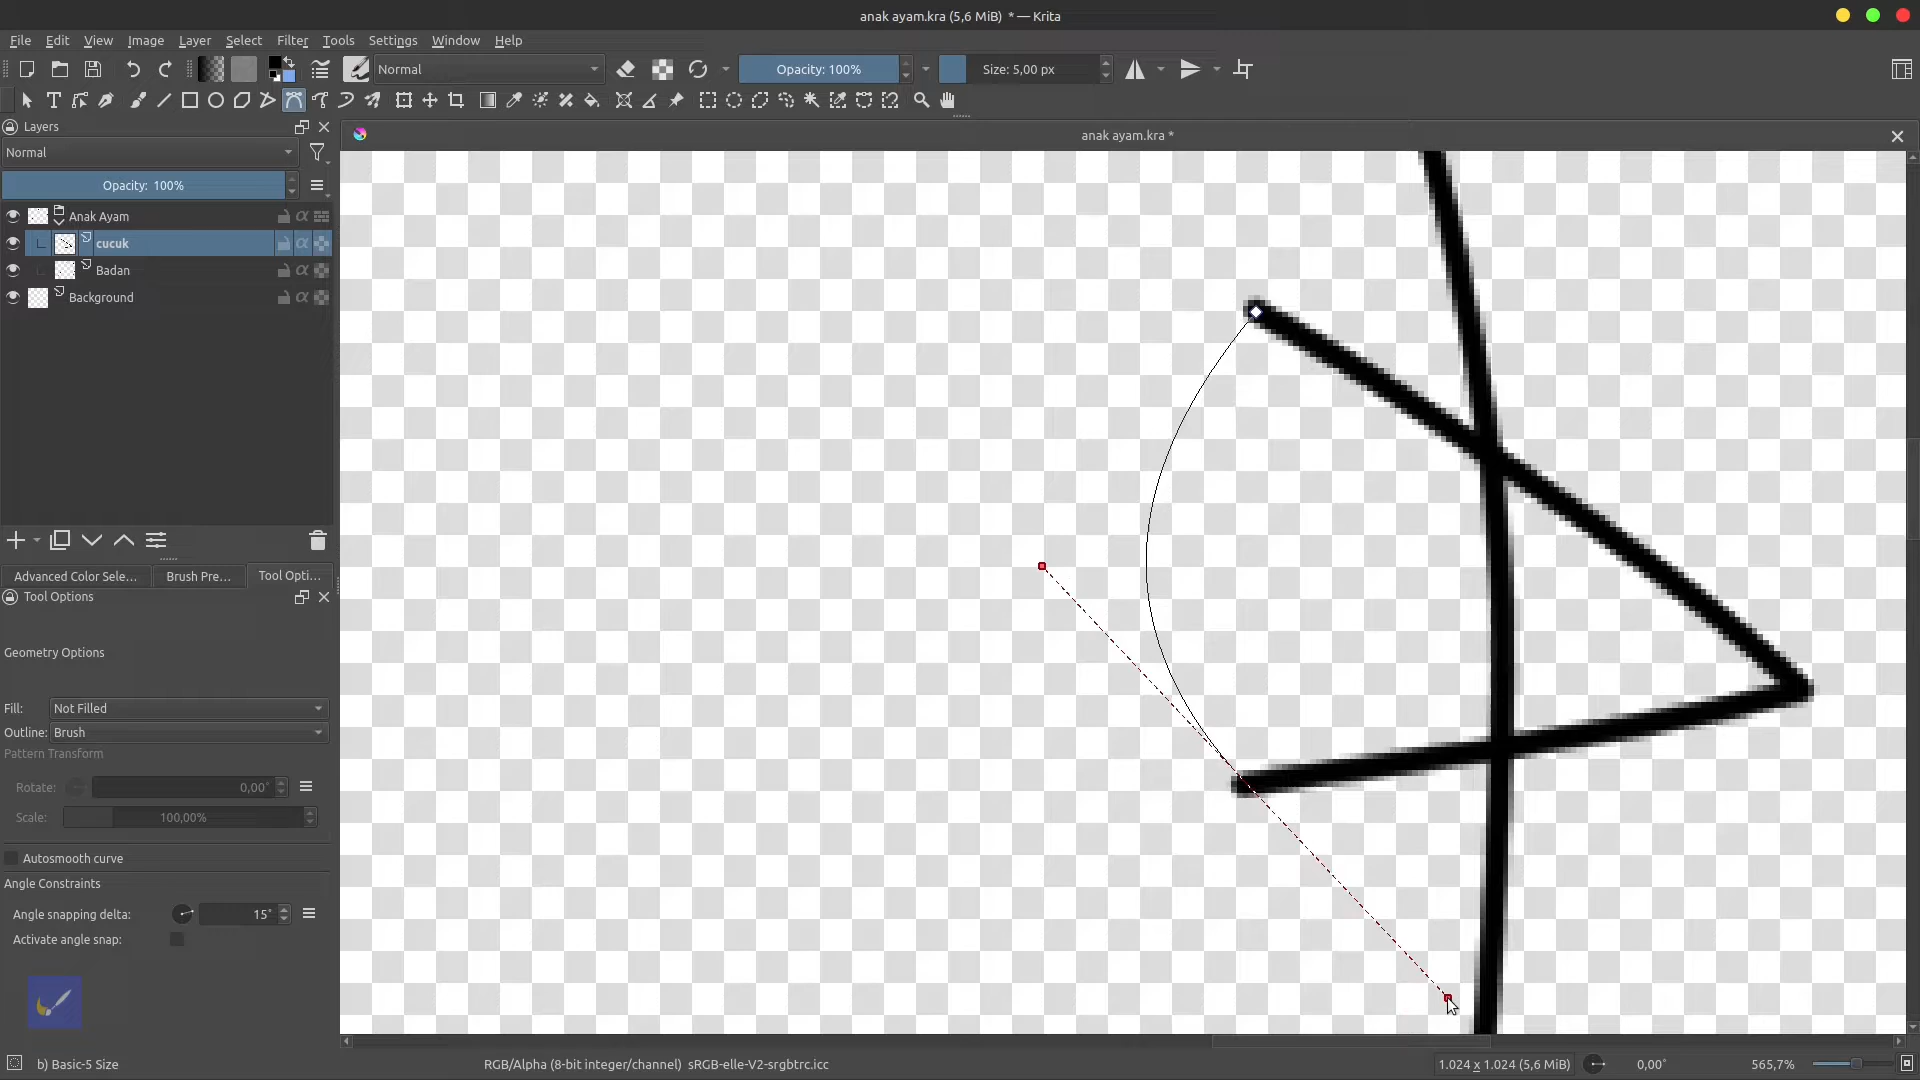 anak ayam.kra (5,6 MiB) * — Krita
File Edit View Image Layer Select Filter Tools Settings Window Help
Normal Opacity: 100% Size: 5,00 px
Layers
anak ayam.kra *
Normal
Opacity: 100%
Anak Ayam
cucuk
Badan
Background
Advanced Color Sele... Brush Pre... Tool Opti...
Tool Options
Geometry Options
Fill: Not Filled
Outline: Brush
Pattern Transform
Rotate: 0,00°
Scale: 100,00%
Autosmooth curve
Angle Constraints
Angle snapping delta: 15°
Activate angle snap:
b) Basic-5 Size RGB/Alpha (8-bit integer/channel) sRGB-elle-V2-srgbtrc.icc 1.024 x 1.024 (5,6 MiB) 0,00° 565,7%